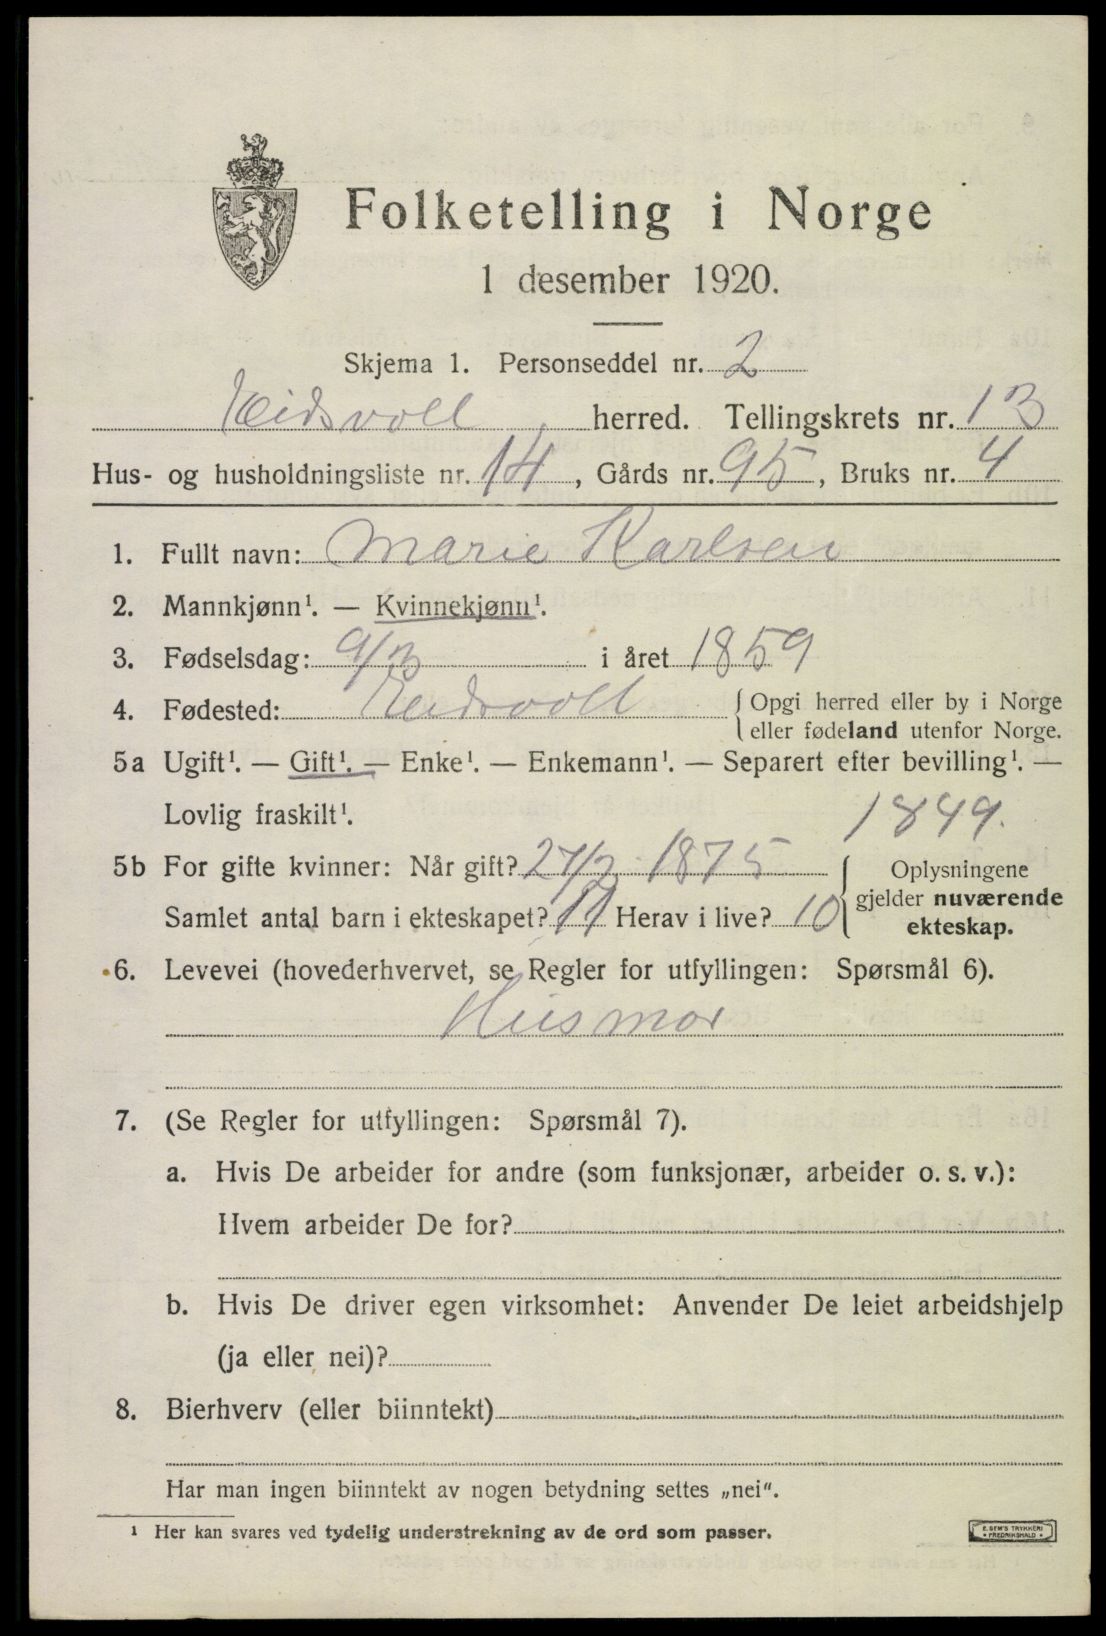 Folketelling i Norge
1 desember 1920.
Skjema 1. Personseddel nr. 2
Eidsvoll herred. Tellingskrets nr. 13
Hus- og husholdningsliste nr. 14, Gårds nr. 95, Bruks nr. 4
1. Fullt navn: Marie Karlsen
2. Mannkjønn¹. — Kvinnekjønn¹.
3. Fødselsdag: 9/3 i året 1859
4. Fødested: Eidsvoll { Opgi herred eller by i Norge
eller fødeland utenfor Norge.
5a Ugift¹. — Gift¹. — Enke¹. — Enkemann¹. — Separert efter bevilling¹. —
Lovlig fraskilt¹. 1899.
5b For gifte kvinner: Når gift? 27/2 1875
Samlet antal barn i ekteskapet? 11 Herav i live? 10
{ Oplysningene
gjelder nuværende
ekteskap.
6. Levevei (hovederhvervet, se Regler for utfyllingen: Spørsmål 6).
Husmor
7. (Se Regler for utfyllingen: Spørsmål 7).
a. Hvis De arbeider for andre (som funksjonær, arbeider o. s. v.):
Hvem arbeider De for?
b. Hvis De driver egen virksomhet: Anvender De leiet arbeidshjelp
(ja eller nei)?
8. Bierhverv (eller biinntekt)
Har man ingen biinntekt av nogen betydning settes „nei".
¹ Her kan svares ved tydelig understrekning av de ord som passer.
E. SEM'S TRYKKERI
• FREDRIKSHALD •